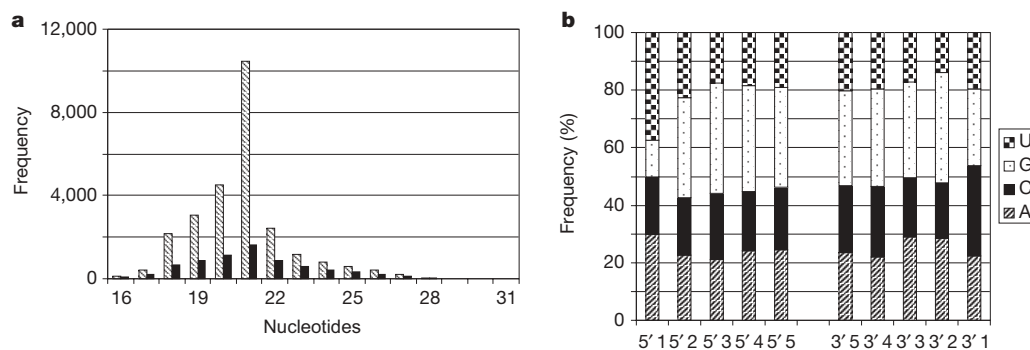 a
12,000
8,000
4,000
0
Frequency
16 19 22 25 28 31
Nucleotides
b
100
80
60
40
20
0
Frequency (%)
5′ 1 5′ 2 5′ 3 5′ 4 5′ 5 3′ 5 3′ 4 3′ 3 3′ 2 3′ 1
U
G
C
A